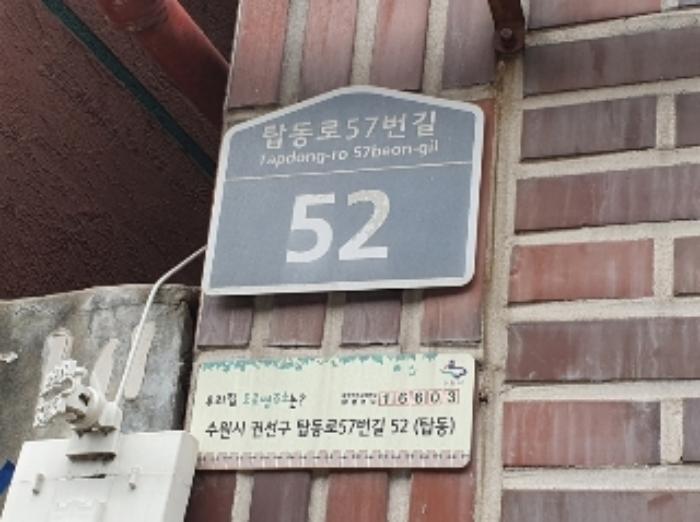 탑동로57번길
Tapdong-ro 57beon-gil
52
우리집 도로명주소는?
16603
수원시 권선구 탑동로57번길 52 (탑동)